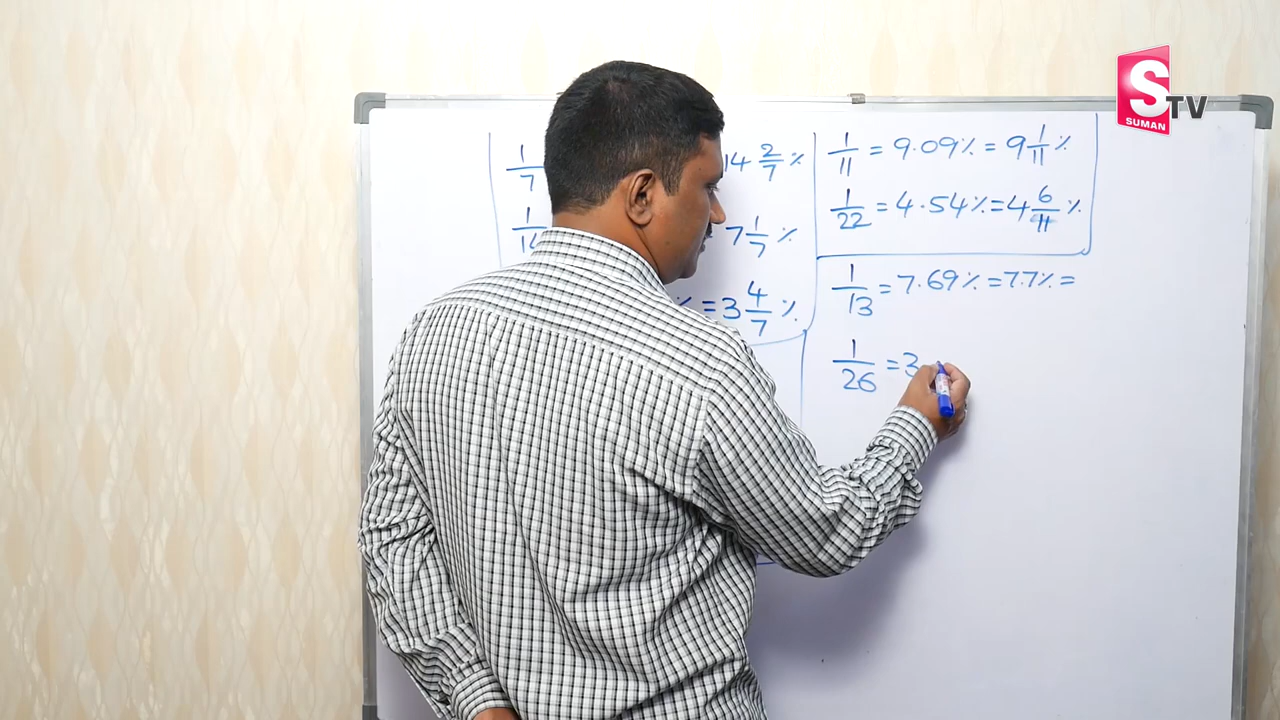 S TV
SUMAN
1/7 14 2/7 %
1/14 7 1/7 %
% = 3 4/7 %
1/11 = 9.09% = 9 1/11 %
1/22 = 4.54% = 4 6/11 %
1/13 = 7.69% = 7.7% =
1/26 = 3